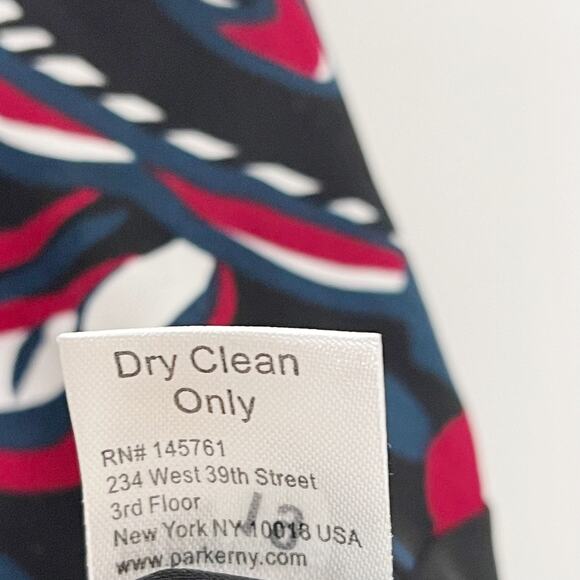 Dry Clean
Only
RN# 145761
234 West 39th Street
3rd Floor
New York NY 10018 USA
www.parkerny.com